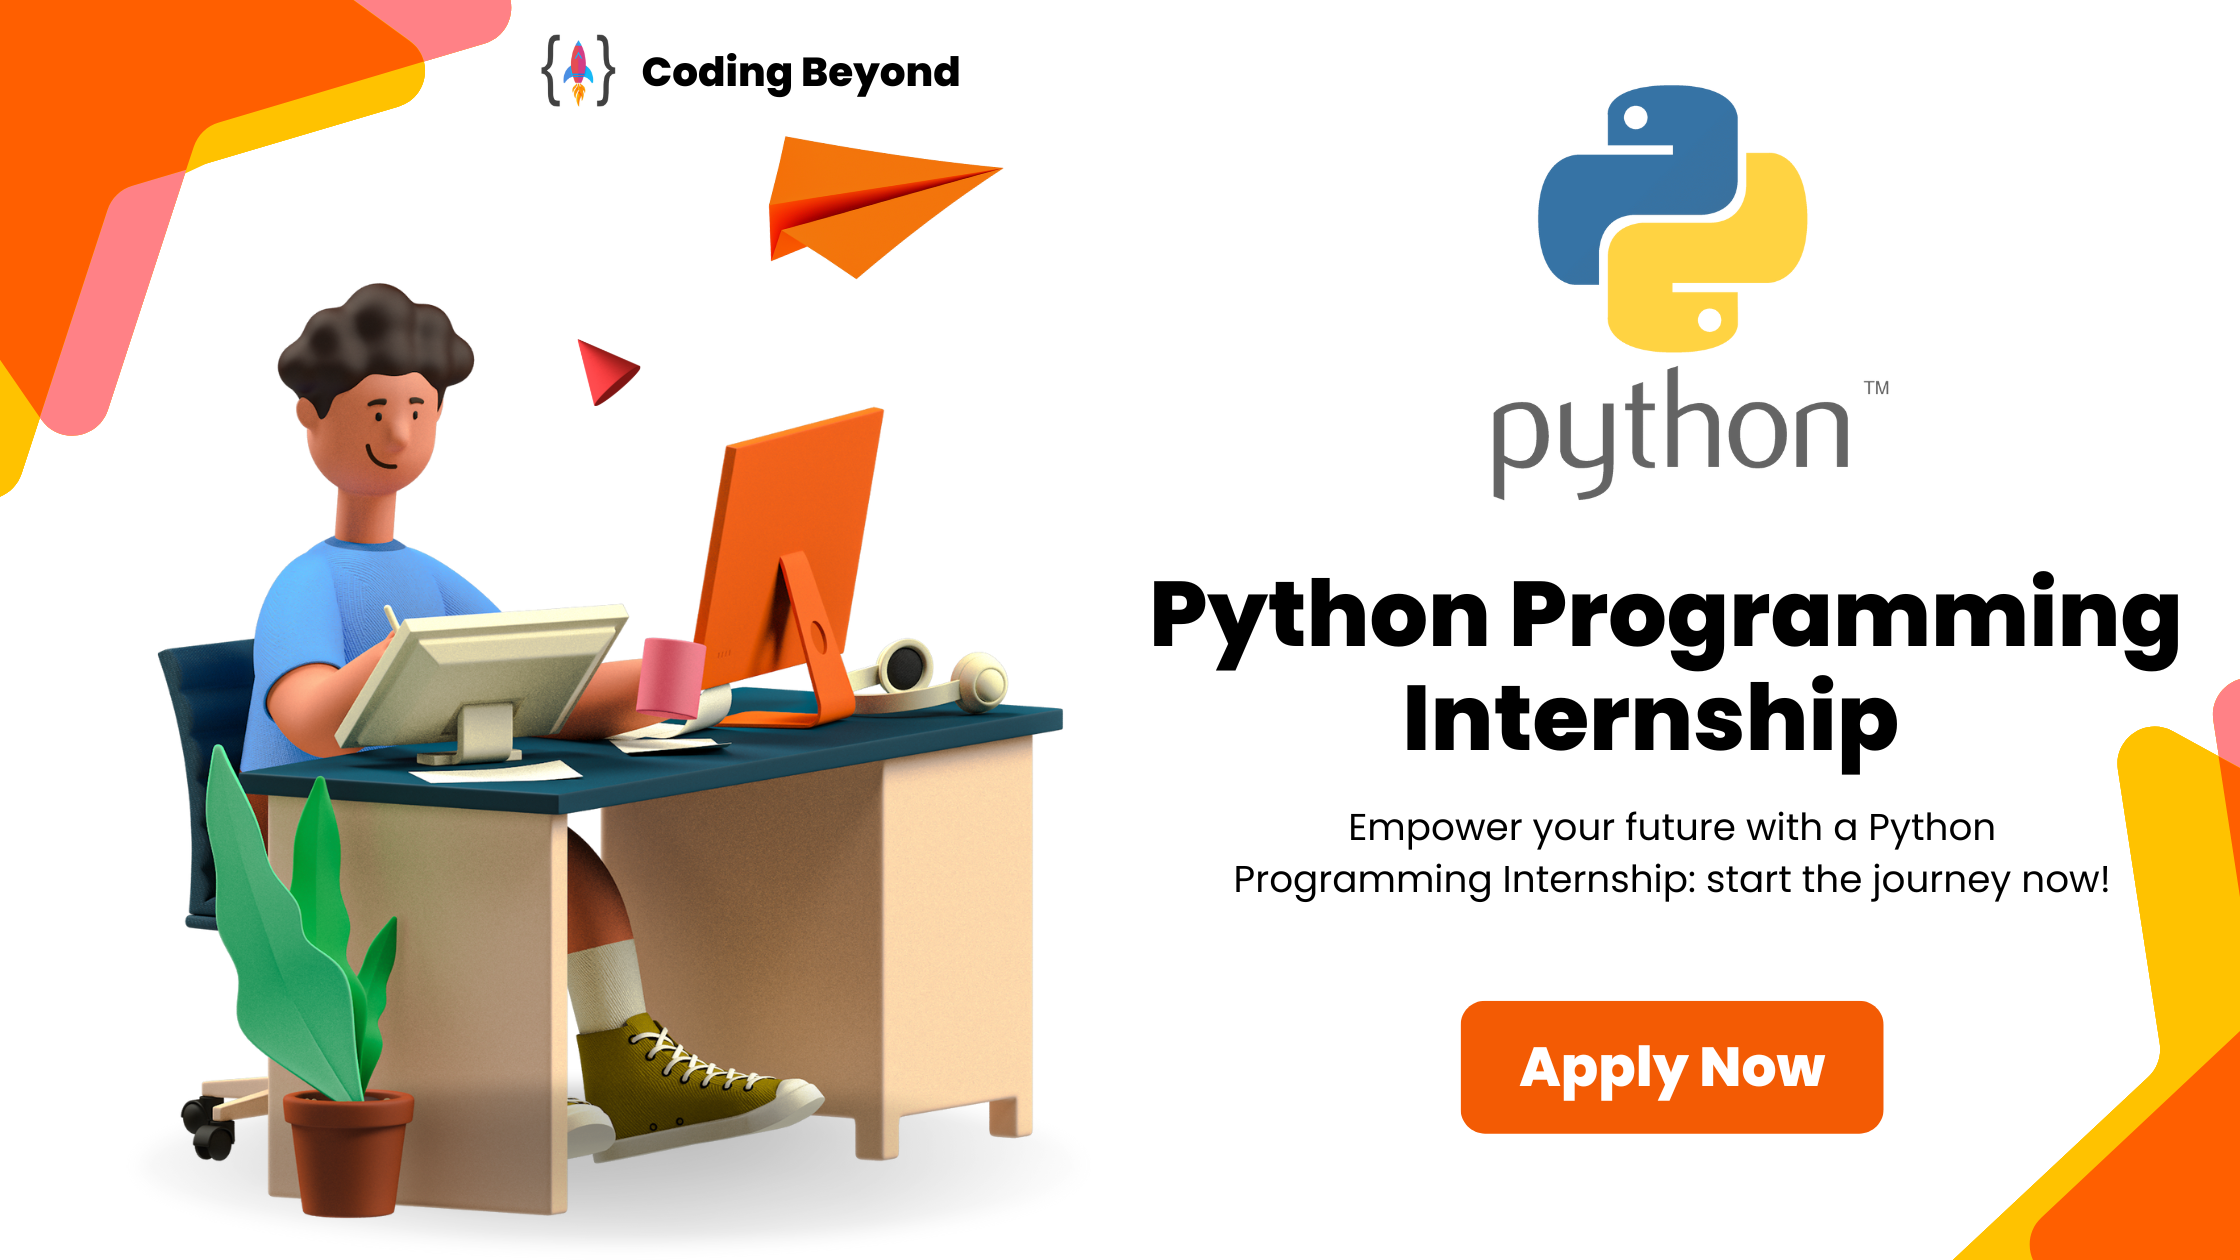 Coding Beyond
python™
Python Programming
Internship
Empower your future with a Python
Programming Internship: start the journey now!
Apply Now